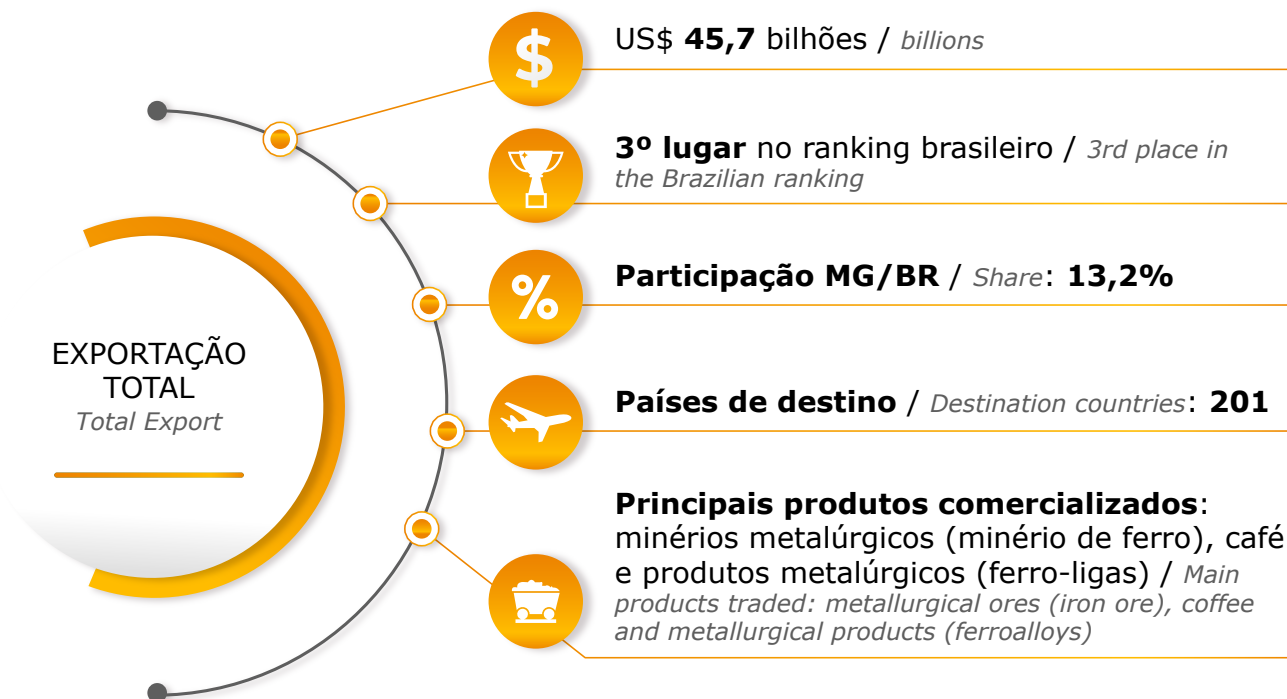 EXPORTAÇÃO
TOTAL
Total Export
$
US$ 45,7 bilhões / billions
3º lugar no ranking brasileiro / 3rd place in
the Brazilian ranking
%
Participação MG/BR / Share: 13,2%
Países de destino / Destination countries: 201
Principais produtos comercializados:
minérios metalúrgicos (minério de ferro), café
e produtos metalúrgicos (ferro-ligas) / Main
products traded: metallurgical ores (iron ore), coffee
and metallurgical products (ferroalloys)